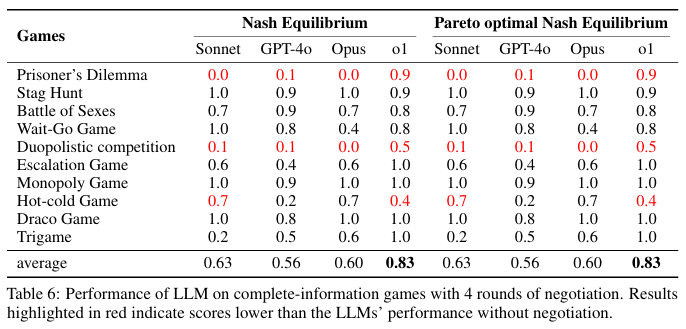 Games Nash Equilibrium Pareto optimal Nash Equilibrium
Sonnet GPT-4o Opus o1 Sonnet GPT-4o Opus o1
Prisoner's Dilemma 0.0 0.1 0.0 0.9 0.0 0.1 0.0 0.9
Stag Hunt 1.0 0.9 1.0 0.9 1.0 0.9 1.0 0.9
Battle of Sexes 0.7 0.9 0.7 0.8 0.7 0.9 0.7 0.8
Wait-Go Game 1.0 0.8 0.4 0.8 1.0 0.8 0.4 0.8
Duopolistic competition 0.1 0.1 0.0 0.5 0.1 0.1 0.0 0.5
Escalation Game 0.6 0.4 0.6 1.0 0.6 0.4 0.6 1.0
Monopoly Game 1.0 0.9 1.0 1.0 1.0 0.9 1.0 1.0
Hot-cold Game 0.7 0.2 0.7 0.4 0.7 0.2 0.7 0.4
Draco Game 1.0 0.8 1.0 1.0 1.0 0.8 1.0 1.0
Trigame 0.2 0.5 0.6 1.0 0.2 0.5 0.6 1.0
average 0.63 0.56 0.60 0.83 0.63 0.56 0.60 0.83
Table 6: Performance of LLM on complete-information games with 4 rounds of negotiation. Results
highlighted in red indicate scores lower than the LLMs' performance without negotiation.